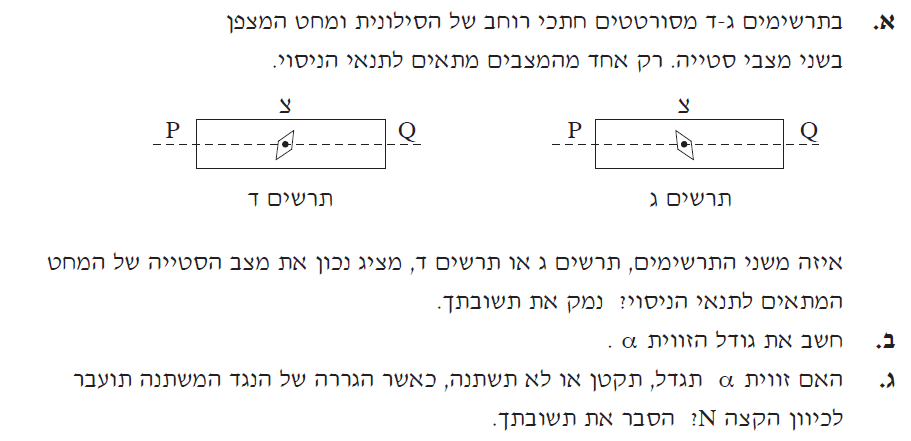 א. בתרשימים ג-ד מסורטטים חתכי רוחב של הסילונית ומחט המצפן
בשני מצבי סטייה. רק אחד מהמצבים מתאים לתנאי הניסוי.
צ צ
Q P Q P
תרשים ג תרשים ד
איזה משני התרשימים, תרשים ג או תרשים ד, מציג נכון את מצב הסטייה של המחט
המתאים לתנאי הניסוי? נמק את תשובתך.
ב. חשב את גודל הזווית α .
ג. האם זווית α תגדל, תקטן או לא תשתנה, כאשר הגררה של הנגד המשתנה תועבר
לכיוון הקצה N? הסבר את תשובתך.